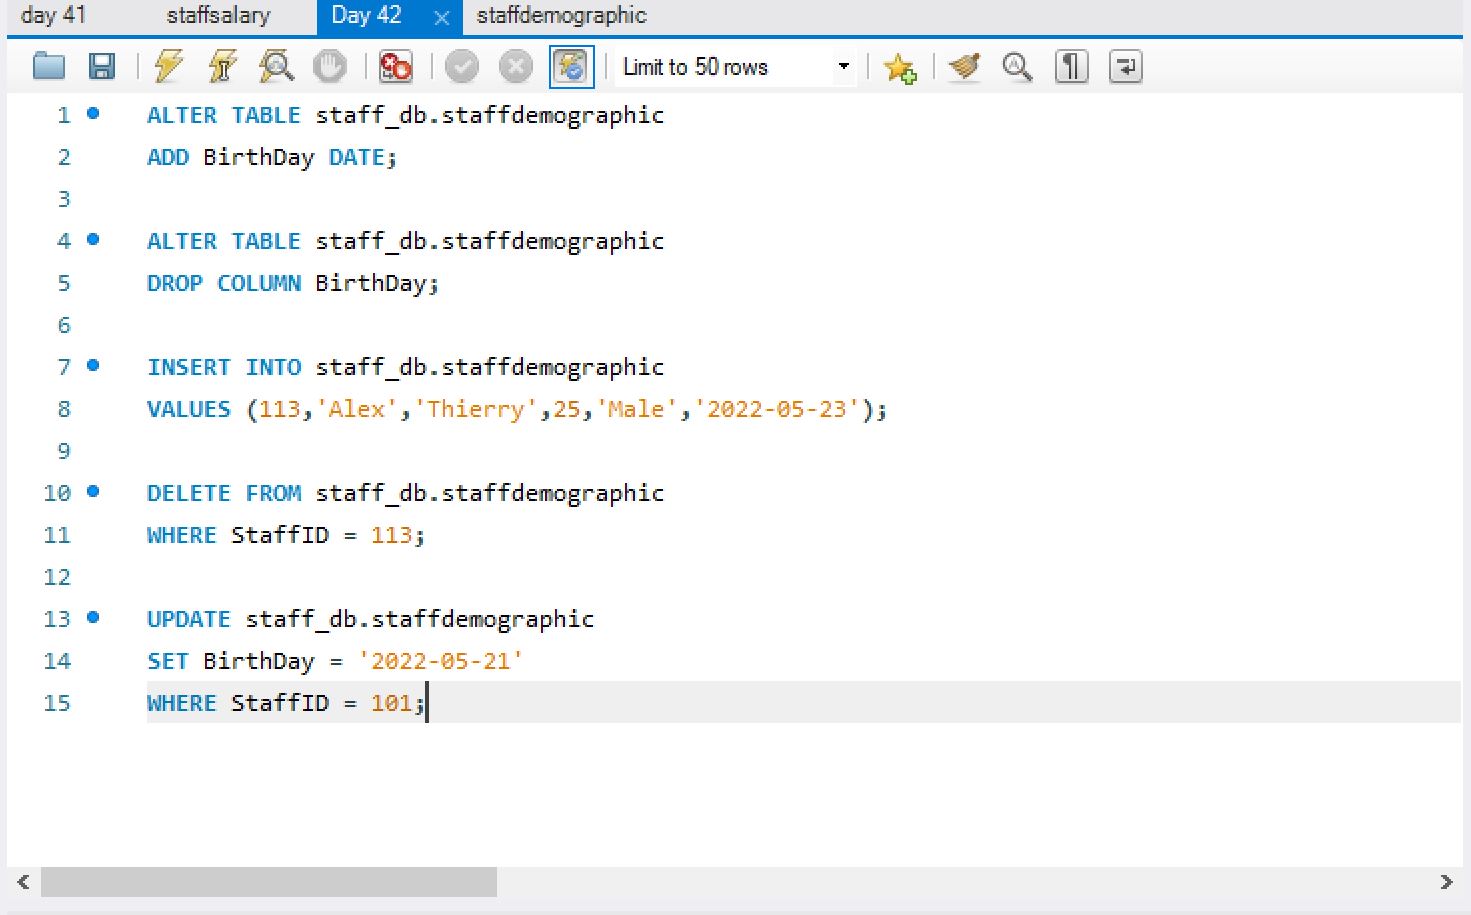 day 41 staffsalary Day 42 staffdemographic
Limit to 50 rows
1 ALTER TABLE staff_db.staffdemographic
2 ADD BirthDay DATE;
3
4 ALTER TABLE staff_db.staffdemographic
5 DROP COLUMN BirthDay;
6
7 INSERT INTO staff_db.staffdemographic
8 VALUES (113,'Alex','Thierry',25,'Male','2022-05-23');
9
10 DELETE FROM staff_db.staffdemographic
11 WHERE StaffID = 113;
12
13 UPDATE staff_db.staffdemographic
14 SET BirthDay = '2022-05-21'
15 WHERE StaffID = 101;